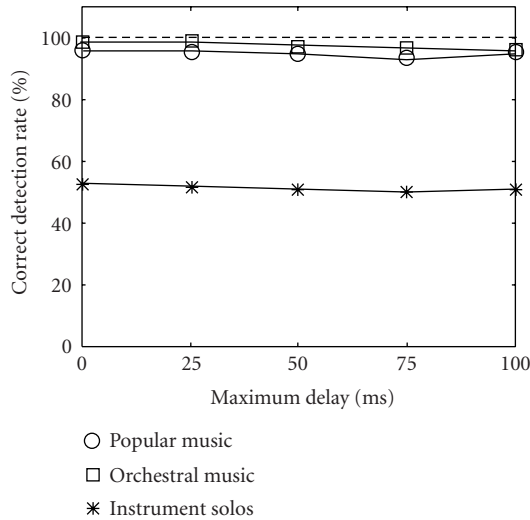 100
80
60
40
20
0
Correct detection rate (%)
0 25 50 75 100
Maximum delay (ms)
Popular music
Orchestral music
Instrument solos